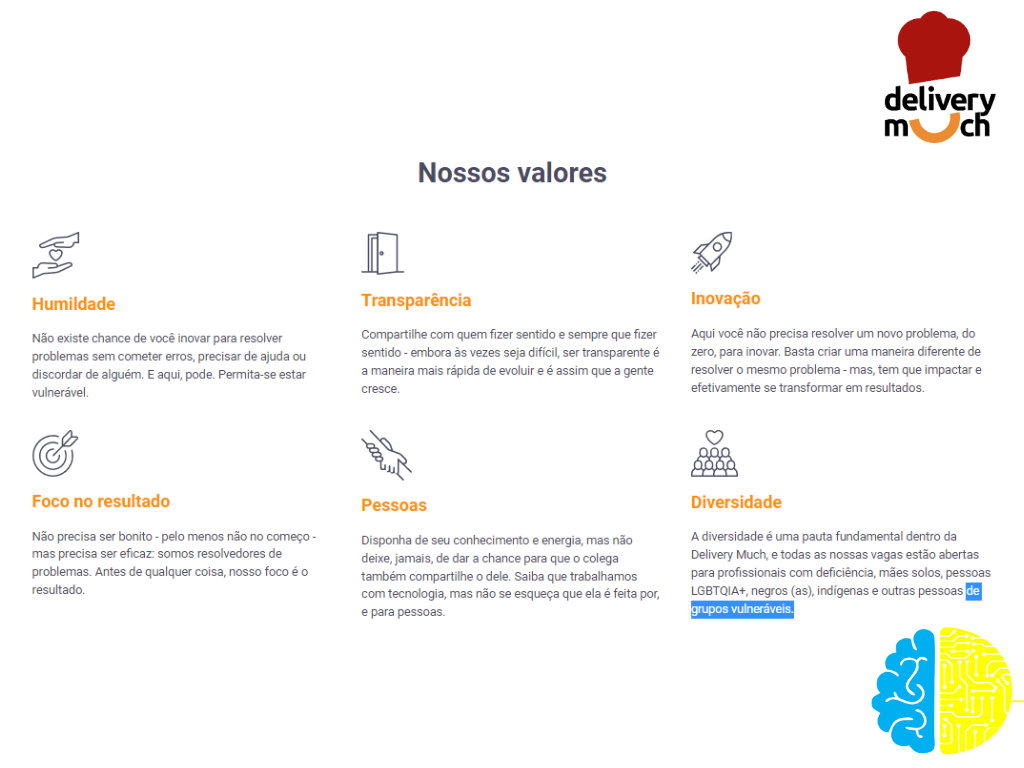 delivery
much
Nossos valores
Humildade
Não existe chance de você inovar para resolver
problemas sem cometer erros, precisar de ajuda ou
discordar de alguém. E aqui, pode. Permita-se estar
vulnerável.
Transparência
Compartilhe com quem fizer sentido e sempre que fizer
sentido - embora às vezes seja difícil, ser transparente é
a maneira mais rápida de evoluir e é assim que a gente
cresce.
Inovação
Aqui você não precisa resolver um novo problema, do
zero, para inovar. Basta criar uma maneira diferente de
resolver o mesmo problema - mas, tem que impactar e
efetivamente se transformar em resultados.
Foco no resultado
Não precisa ser bonito - pelo menos não no começo -
mas precisa ser eficaz: somos resolvedores de
problemas. Antes de qualquer coisa, nosso foco é o
resultado.
Pessoas
Disponha de seu conhecimento e energia, mas não
deixe, jamais, de dar a chance para que o colega
também compartilhe o dele. Saiba que trabalhamos
com tecnologia, mas não se esqueça que ela é feita por,
e para pessoas.
Diversidade
A diversidade é uma pauta fundamental dentro da
Delivery Much, e todas as nossas vagas estão abertas
para profissionais com deficiência, mães solos, pessoas
LGBTQIA+, negros (as), indígenas e outras pessoas de
grupos vulneráveis.